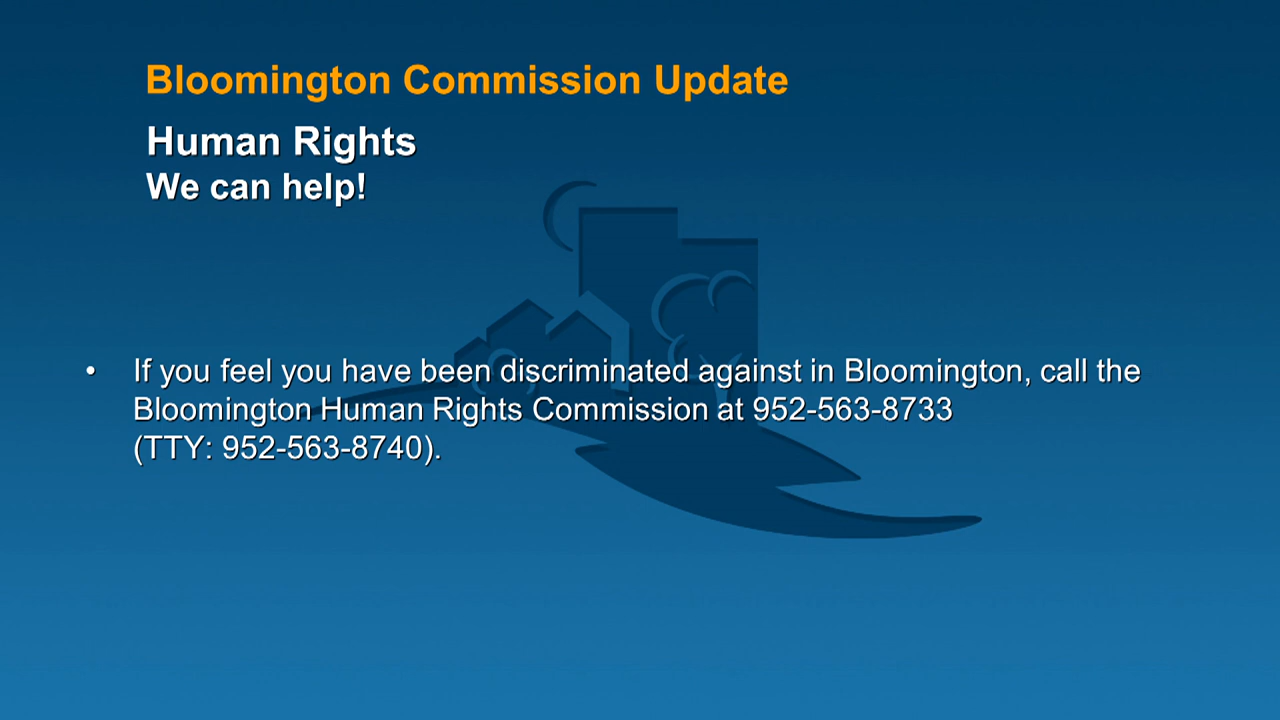 Bloomington Commission Update
Human Rights
We can help!
• If you feel you have been discriminated against in Bloomington, call the
Bloomington Human Rights Commission at 952-563-8733
(TTY: 952-563-8740).